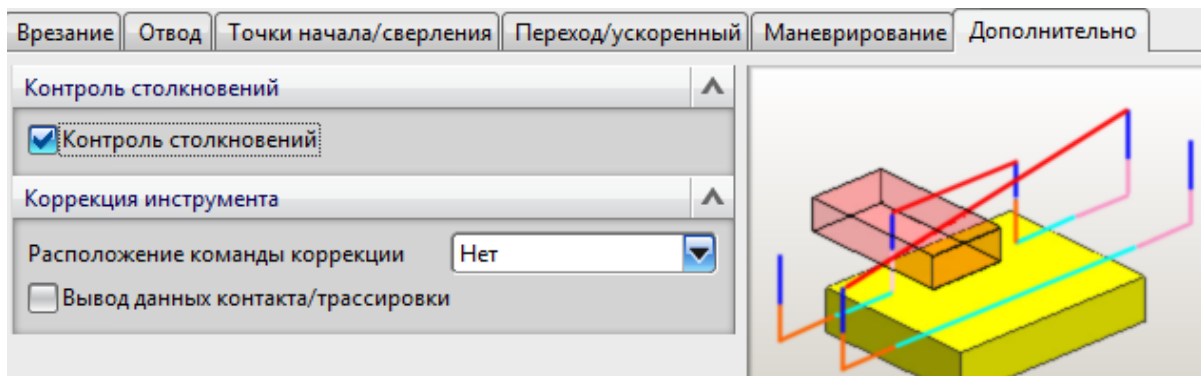 Врезание Отвод Точки начала/сверления Переход/ускоренный Маневрирование Дополнительно
Контроль столкновений
Контроль столкновений
Коррекция инструмента
Расположение команды коррекции Нет
Вывод данных контакта/трассировки